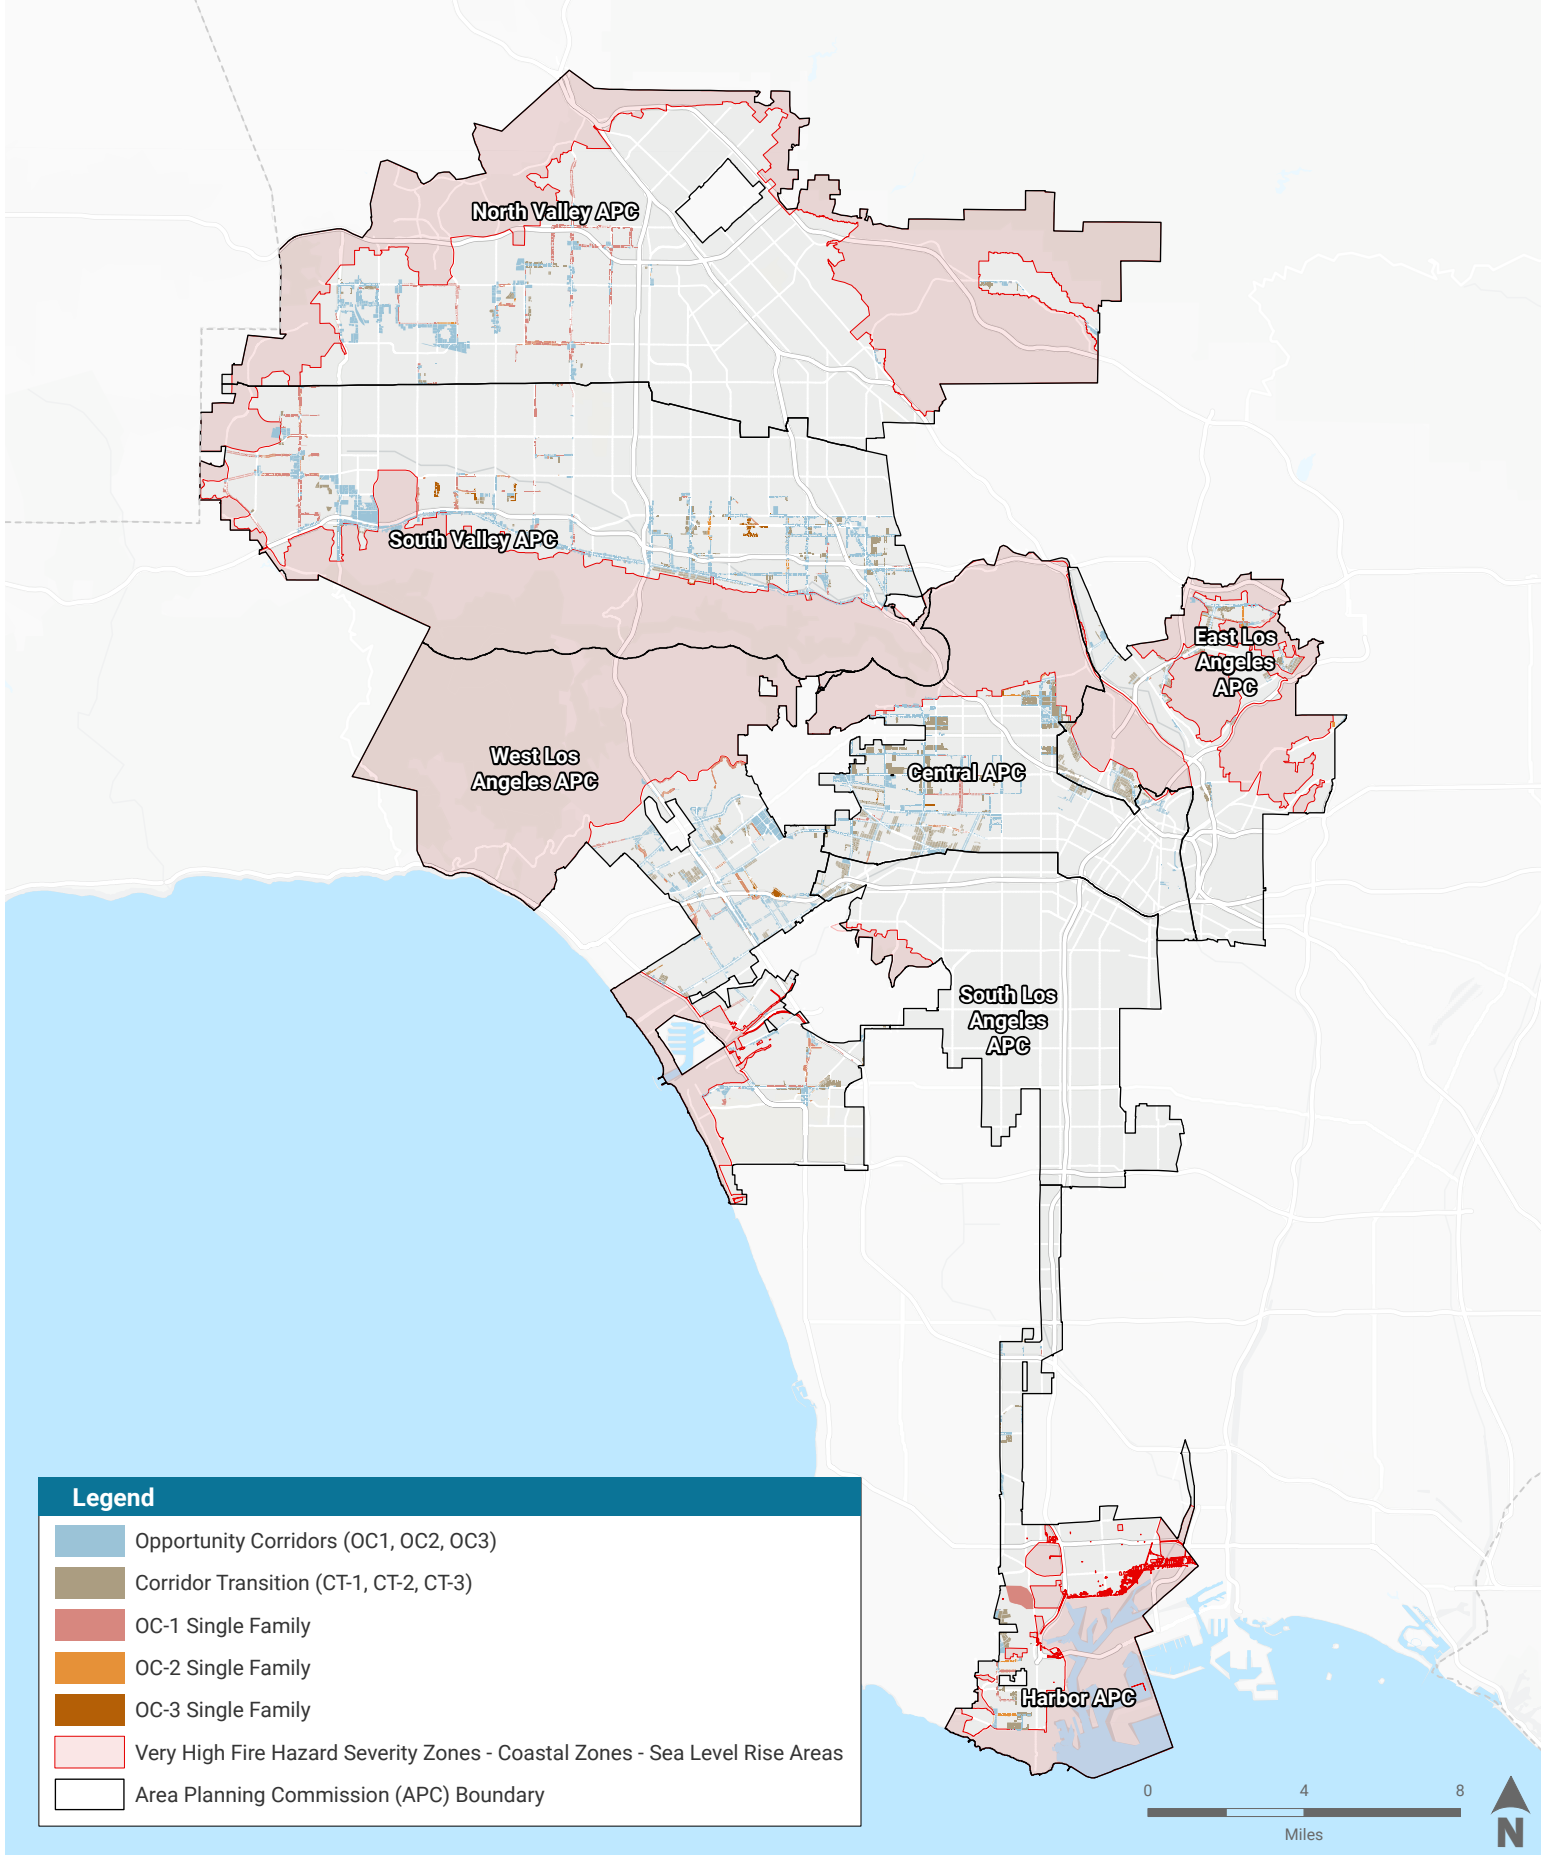 North Valley APC
South Valley APC
East Los
Angeles
APC
West Los
Angeles APC
Central APC
South Los
Angeles
APC
Harbor APC
Legend
Opportunity Corridors (OC1, OC2, OC3)
Corridor Transition (CT-1, CT-2, CT-3)
OC-1 Single Family
OC-2 Single Family
OC-3 Single Family
Very High Fire Hazard Severity Zones - Coastal Zones - Sea Level Rise Areas
Area Planning Commission (APC) Boundary
0 4 8
Miles
N